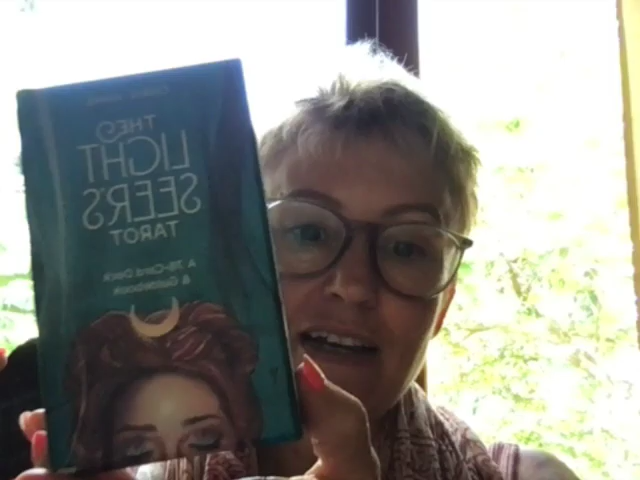 THE
LIGHT
SEER'S
TAROT
A 78-Card Deck
& Guidebook